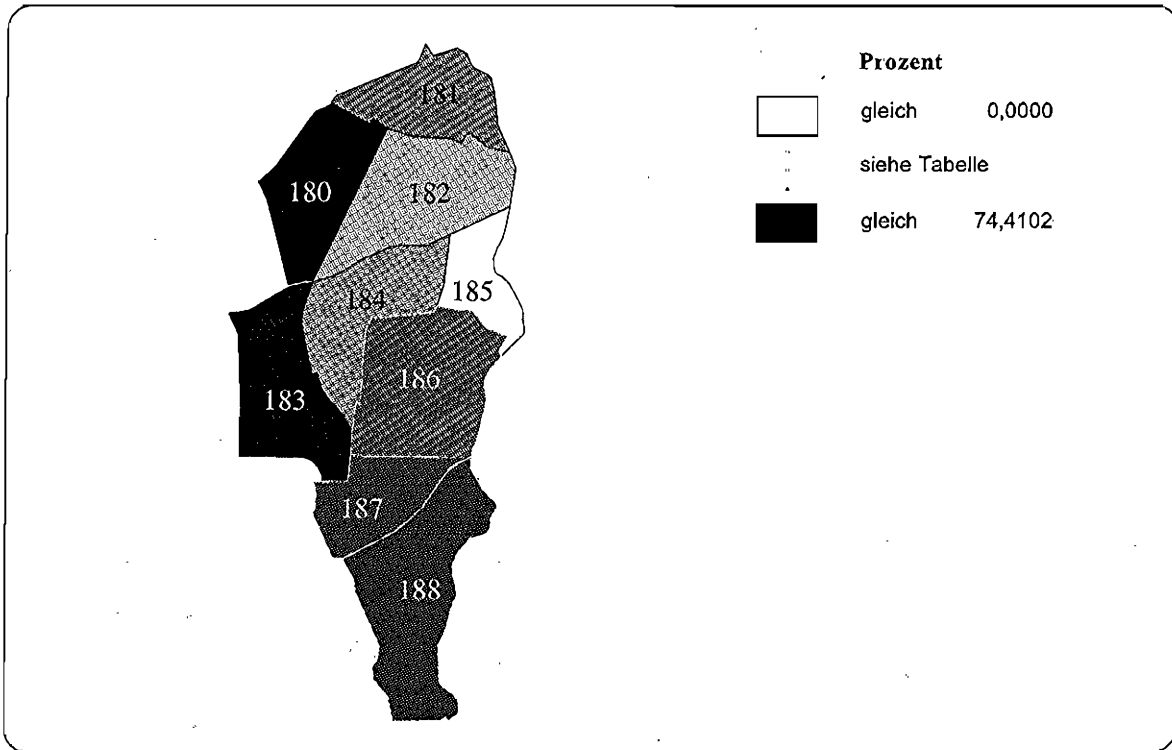 Prozent
gleich 0,0000
siehe Tabelle
gleich 74,4102
181
180
182
185
184
186
183
187
188